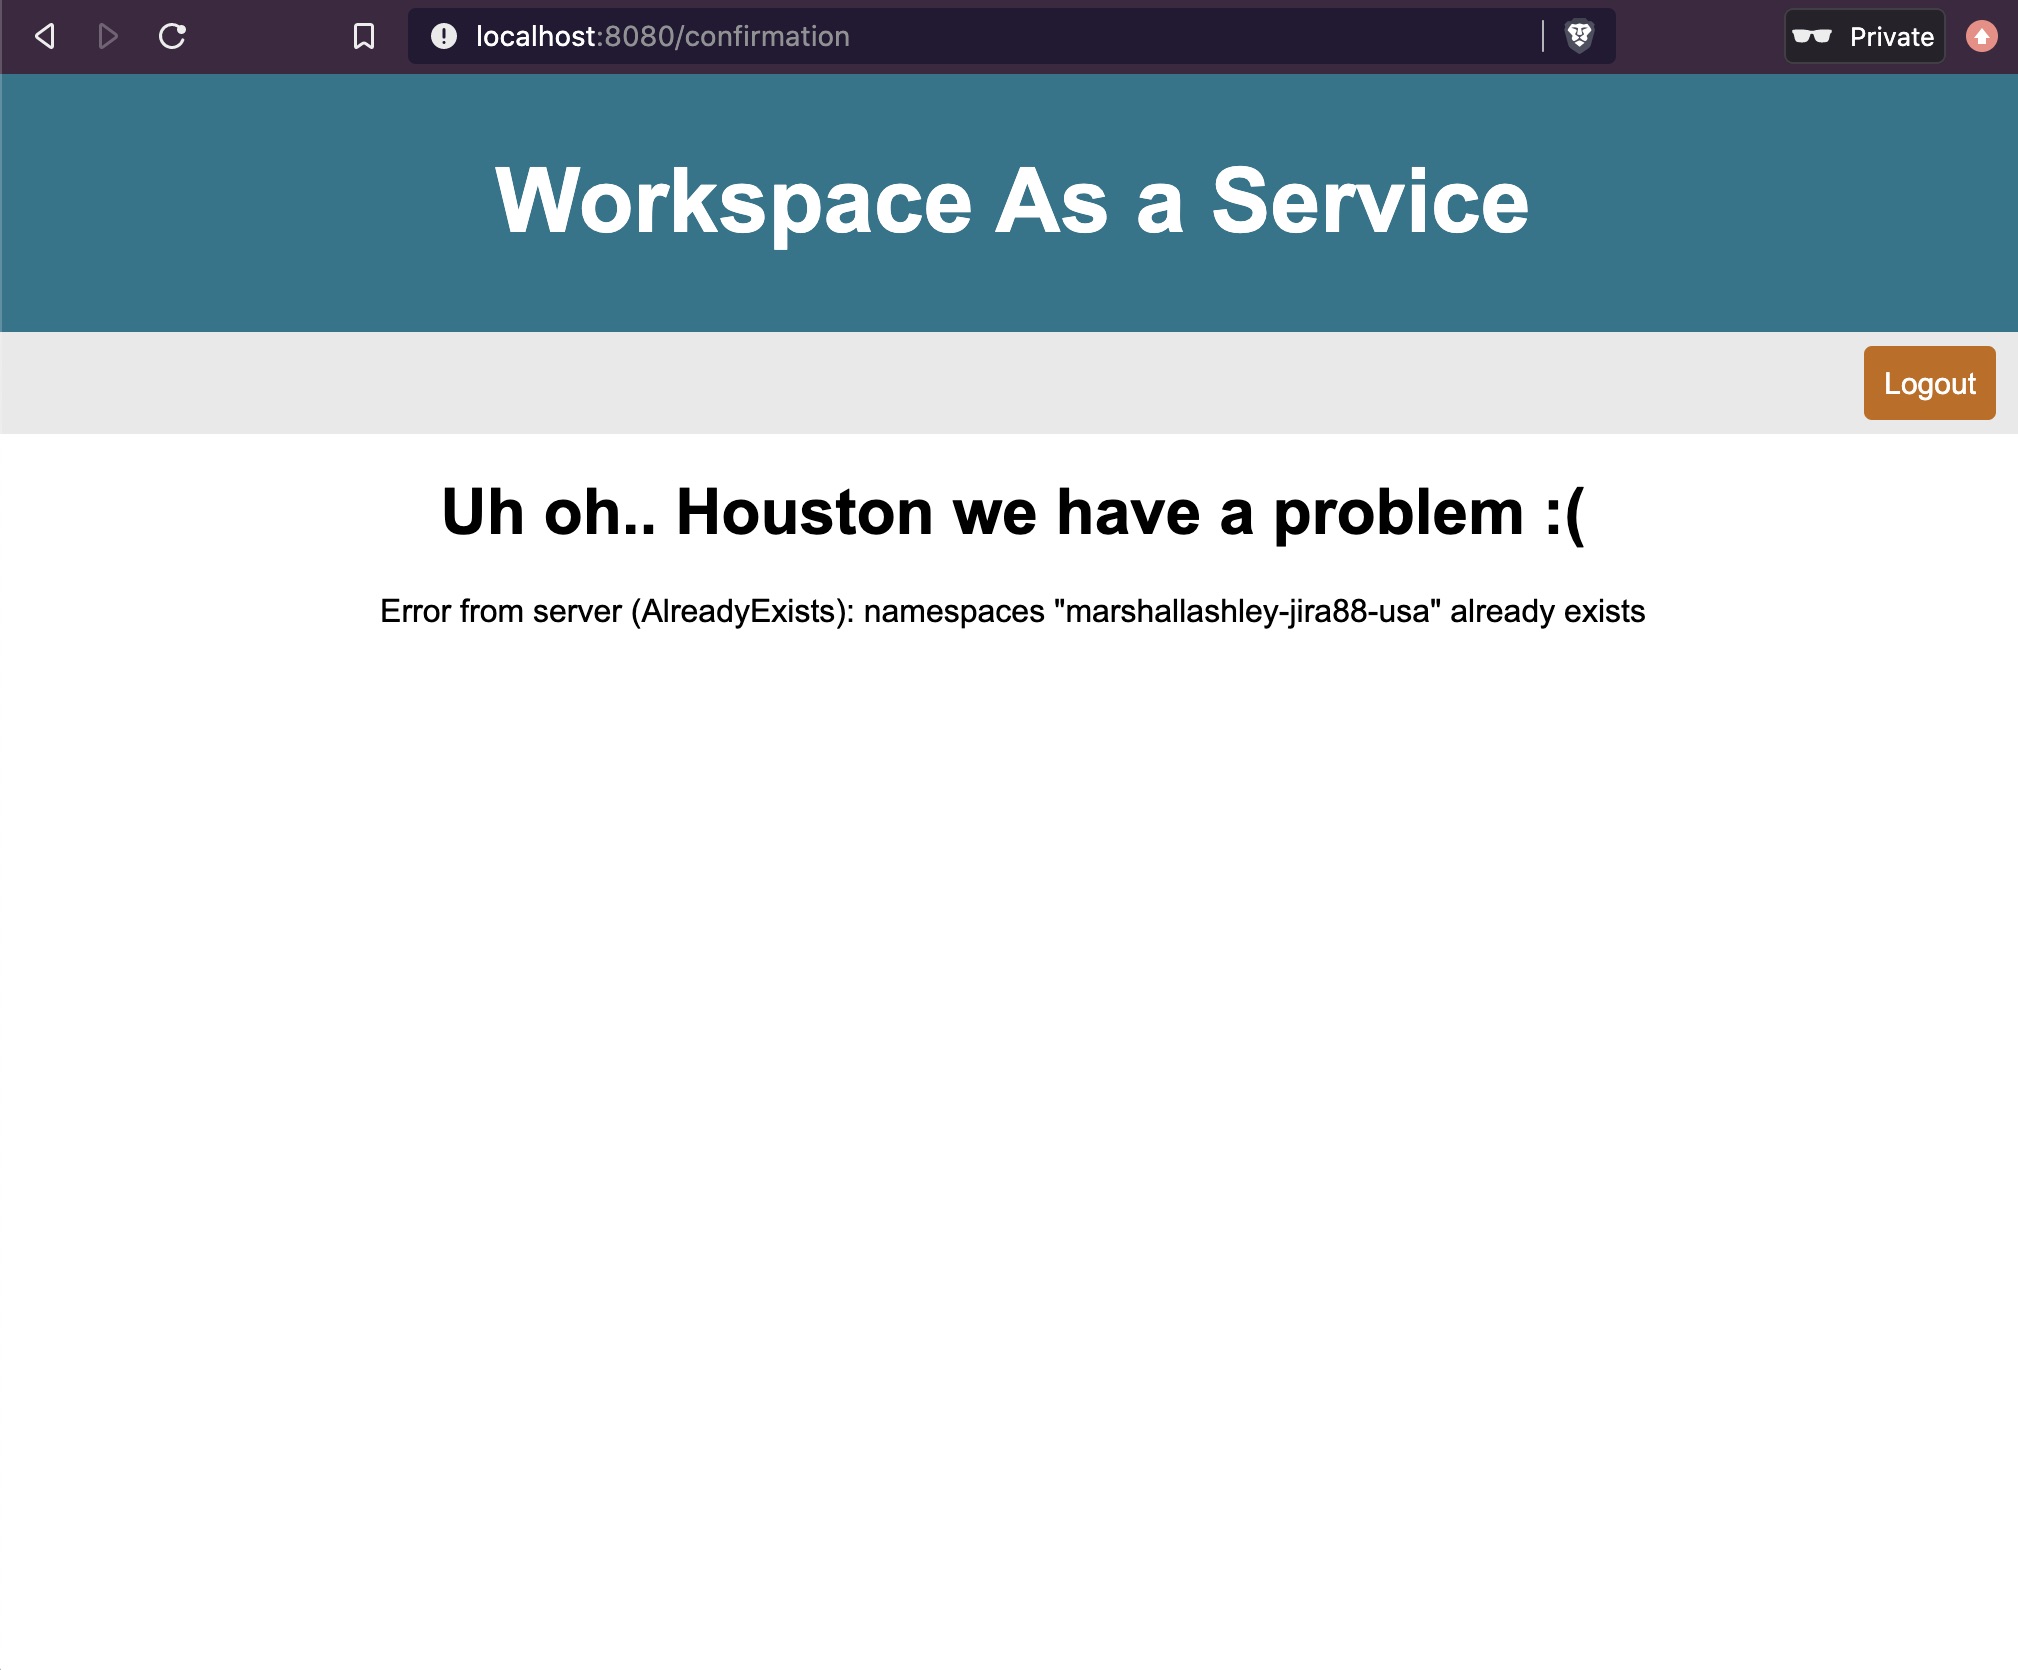 localhost:8080/confirmation
Private
Workspace As a Service
Logout
Uh oh.. Houston we have a problem :(
Error from server (AlreadyExists): namespaces "marshallashley-jira88-usa" already exists